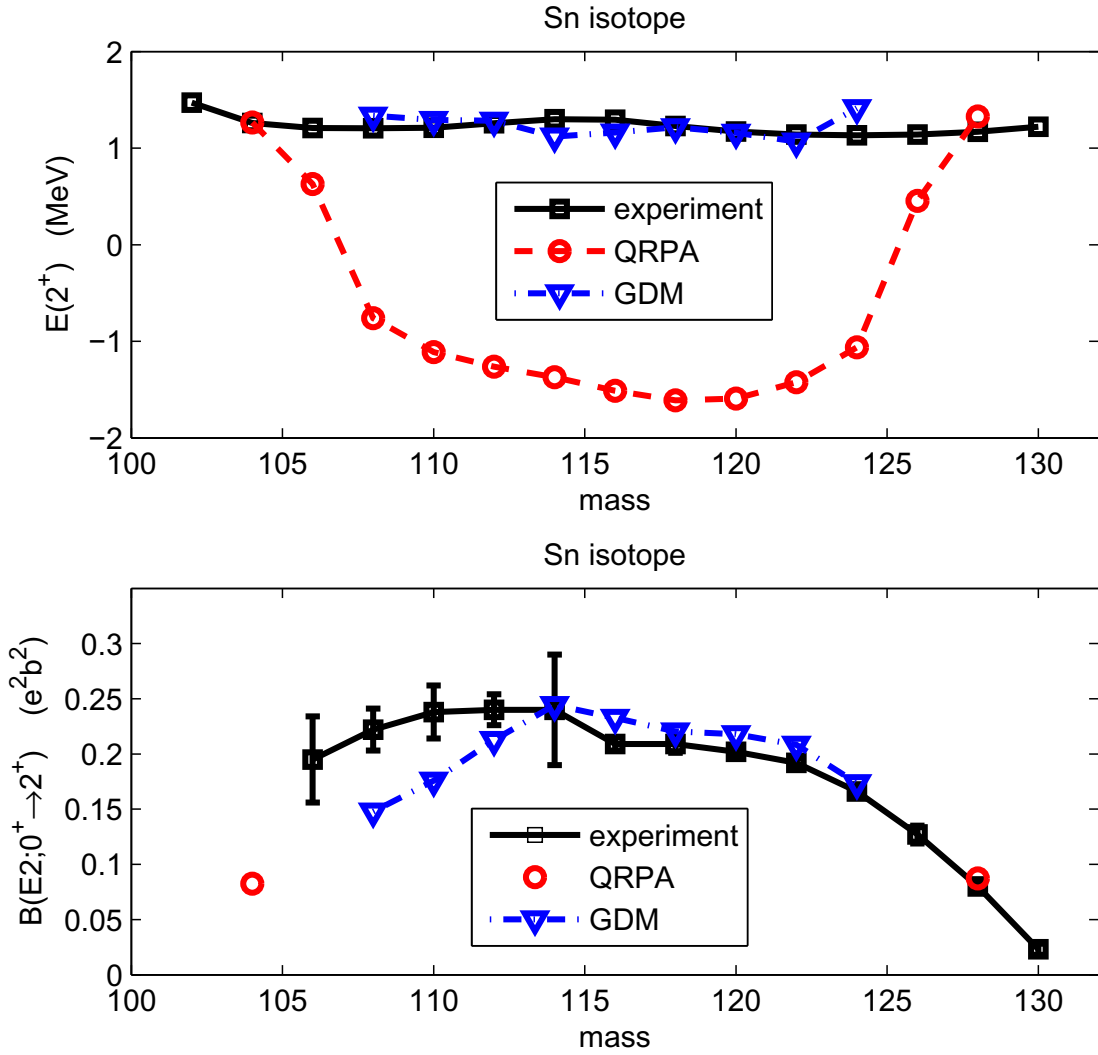 Sn isotope
2
1
0
−1
−2
E(2⁺) (MeV)
experiment
QRPA
GDM
100 105 110 115 120 125 130
mass
Sn isotope
0.3
0.25
0.2
0.15
0.1
0.05
0
B(E2;0⁺→2⁺) (e²b²)
experiment
QRPA
GDM
100 105 110 115 120 125 130
mass